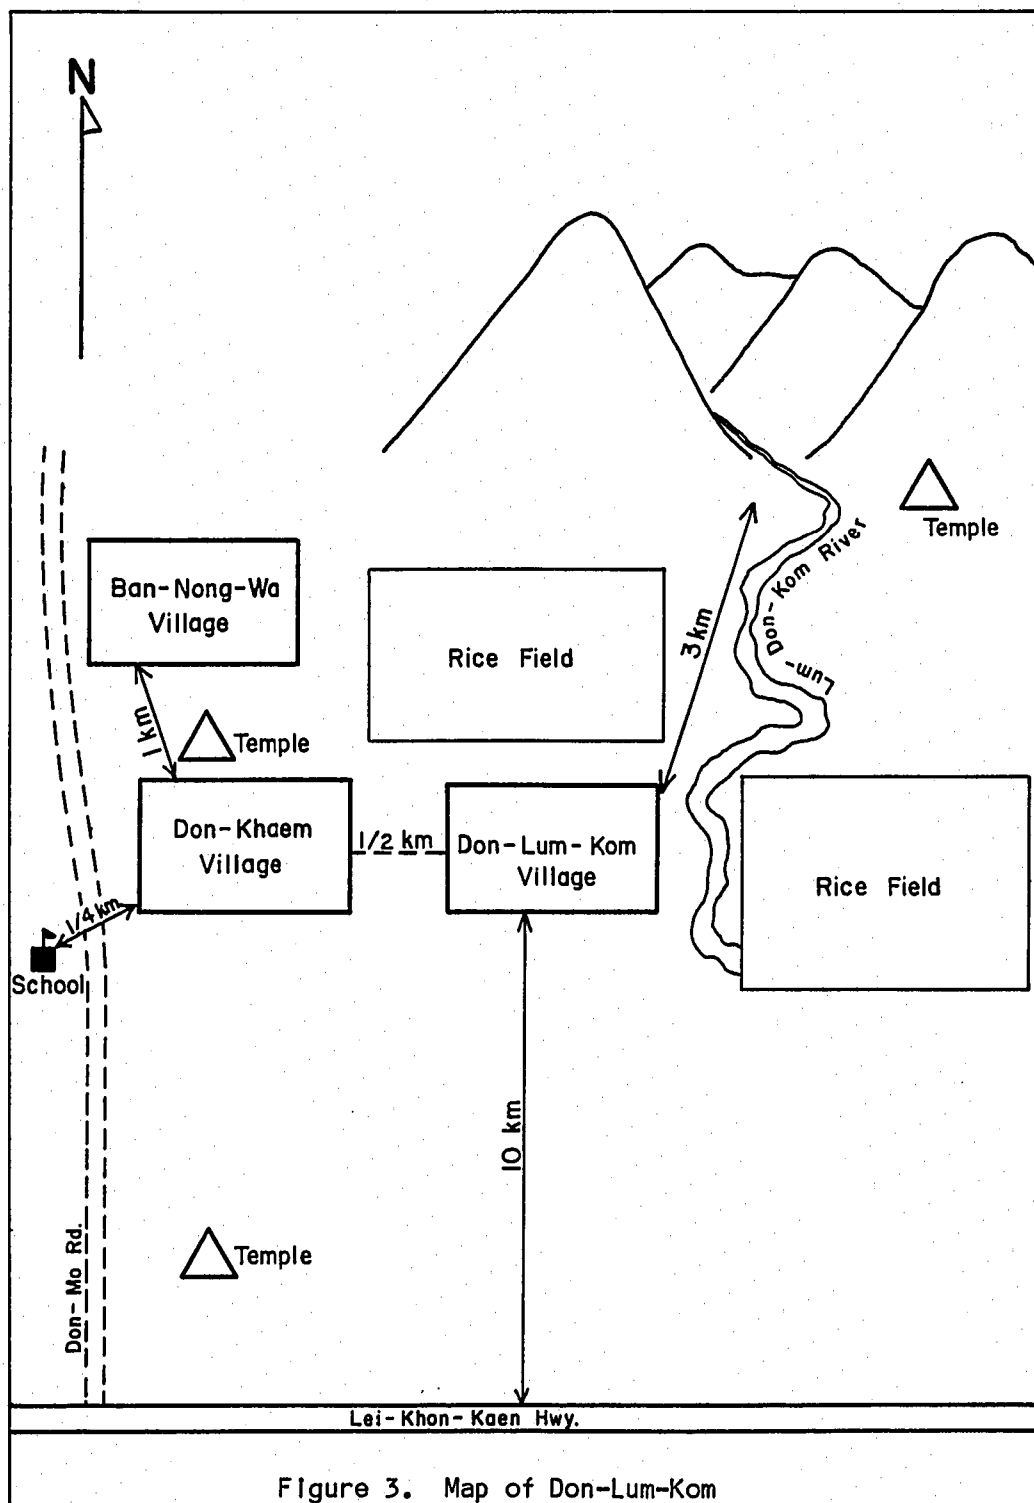 N
Temple
Lum-Don-Kom River
Ban-Nong-Wa
Village
Rice Field
3 km
1 km
Temple
Don-Khaem
Village
1/2 km
Don-Lum-Kom
Village
Rice Field
1/4 km
School
10 km
Don-Mo Rd.
Temple
Lei-Khon-Kaen Hwy.
Figure 3. Map of Don-Lum-Kom